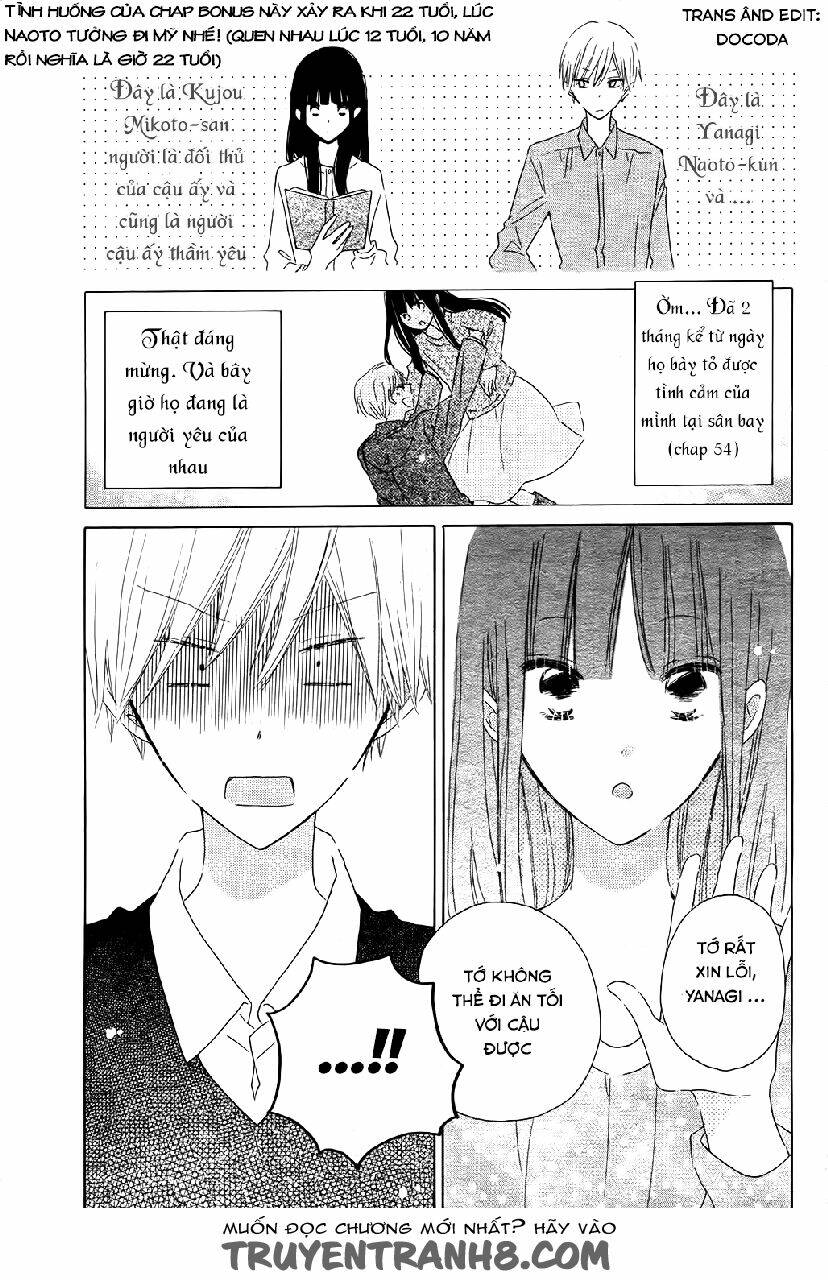 TÌNH HUỐNG CỦA CHAP BONUS NÀY XẢY RA KHI 22 TUỔI, LÚC
NAOTO TƯỞNG ĐI MỸ NHÉ! (QUEN NHAU LÚC 12 TUỔI, 10 NĂM
RỒI NGHĨA LÀ GIỜ 22 TUỔI)
TRANS ÂND EDIT:
DOCODA
Đây là
Yanagi
Naoto-kun
và ...
Đây là Kujou
Mikoto-san
người là đối thủ
của cậu ấy và
cũng là người
cậu ấy thầm yêu
Ờm... Đã 2
tháng kể từ ngày
họ bày tỏ được
tình cảm của
mình tại sân bay
(chap 54)
Thật đáng
mừng. Và bây
giờ họ đang là
người yêu của
nhau
TỚ RẤT
XIN LỖI,
YANAGI ...
TỚ KHÔNG
THỂ ĐI ĂN TỐI
VỚI CẬU
ĐƯỢC
....!!
MUỐN ĐỌC CHƯƠNG MỚI NHẤT? HÃY VÀO
TRUYENTRANH8.COM